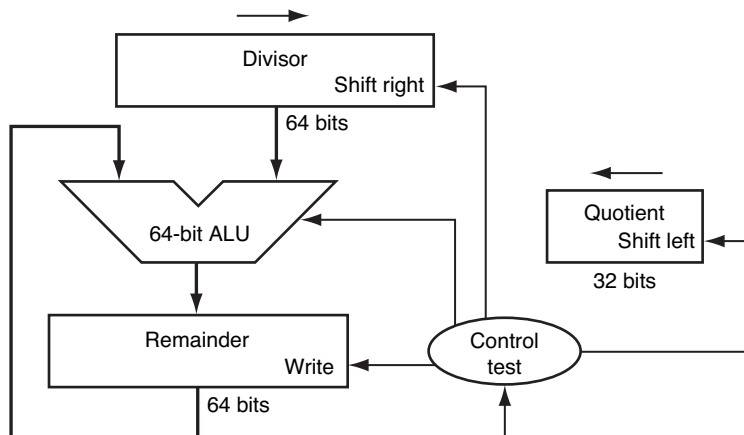 Divisor
Shift right
64 bits
64-bit ALU
Quotient
Shift left
32 bits
Remainder
Write
Control
test
64 bits